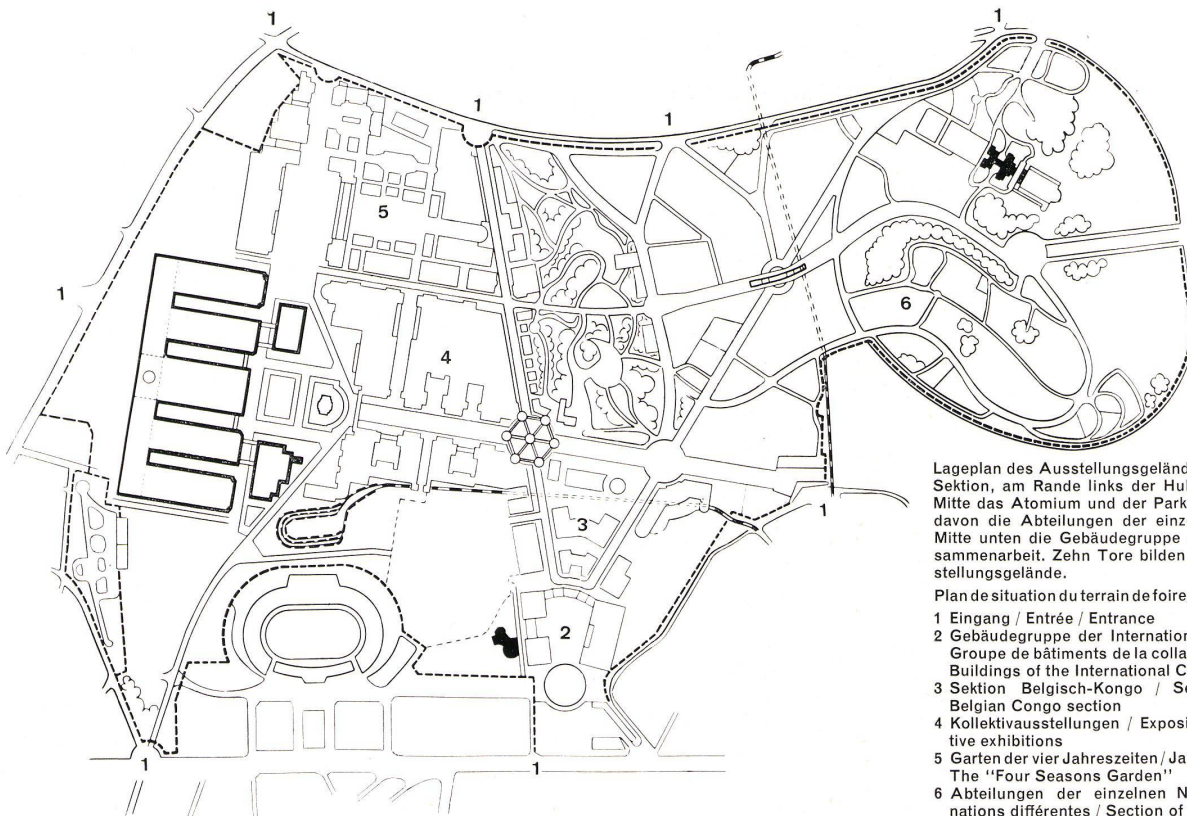 1
1
1
1
5
1
6
4
1
3
2
1
1
Lageplan des Ausstellungsgeländ
Sektion, am Rande links der Hul
Mitte das Atomium und der Park
davon die Abteilungen der einze
Mitte unten die Gebäudegruppe
sammenarbeit. Zehn Tore bilden
stellungsgelände.
Plan de situation du terrain de foire
1 Eingang / Entrée / Entrance
2 Gebäudegruppe der Internation
Groupe de bâtiments de la colla
Buildings of the International C
3 Sektion Belgisch-Kongo / Se
Belgian Congo section
4 Kollektivausstellungen / Exposi
tive exhibitions
5 Garten der vier Jahreszeiten / Ja
The "Four Seasons Garden"
6 Abteilungen der einzelnen N
nations différentes / Section of